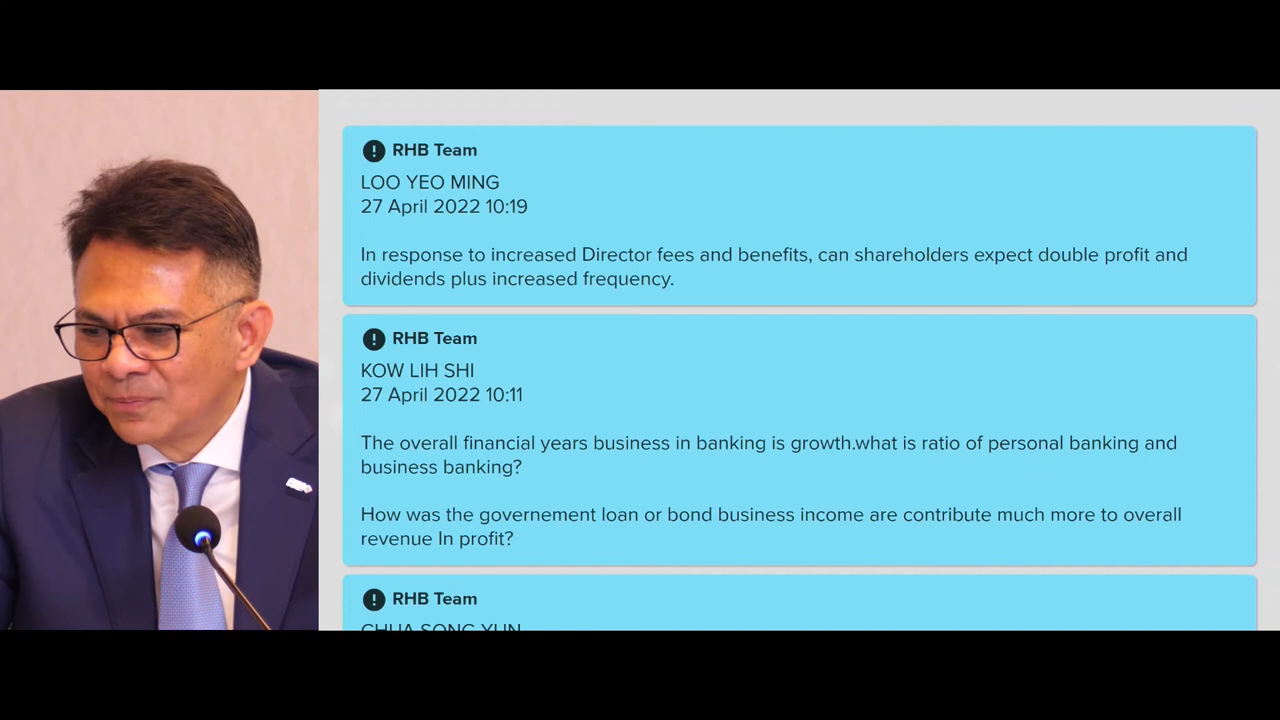 RHB Team
LOO YEO MING
27 April 2022 10:19
In response to increased Director fees and benefits, can shareholders expect double profit and
dividends plus increased frequency.
RHB Team
KOW LIH SHI
27 April 2022 10:11
The overall financial years business in banking is growth.what is ratio of personal banking and
business banking?
How was the governement loan or bond business income are contribute much more to overall
revenue In profit?
RHB Team
CHUA SONG YUN